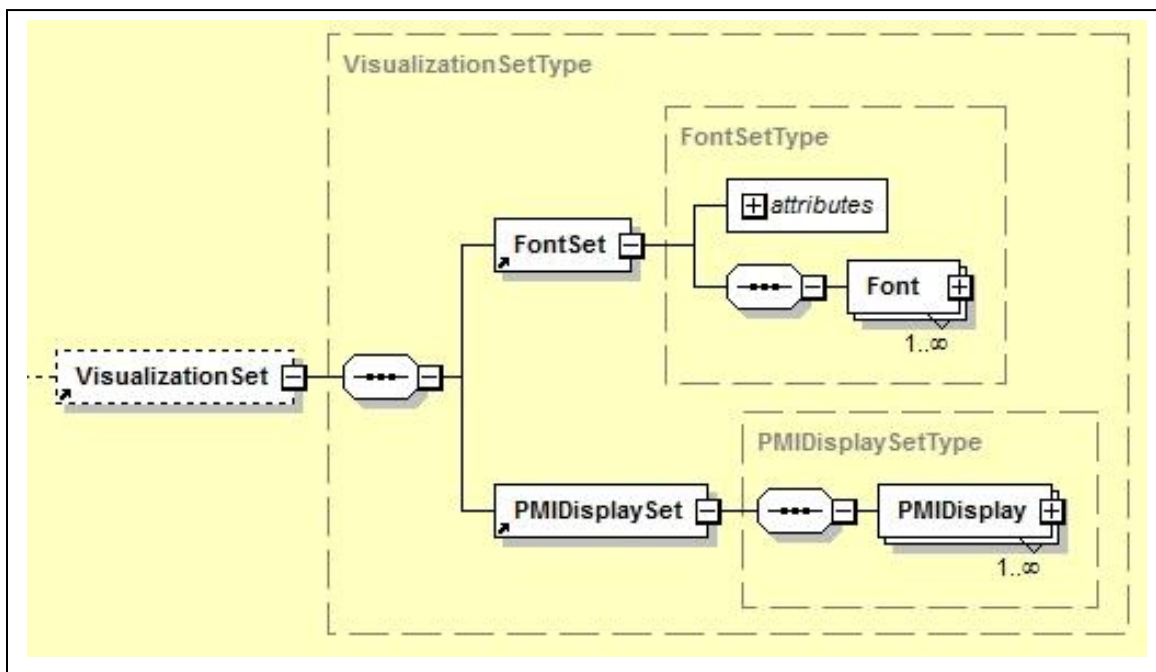 VisualizationSetType
FontSetType
attributes
FontSet
Font
1..∞
VisualizationSet
PMIDisplaySetType
PMIDisplaySet
PMIDisplay
1..∞